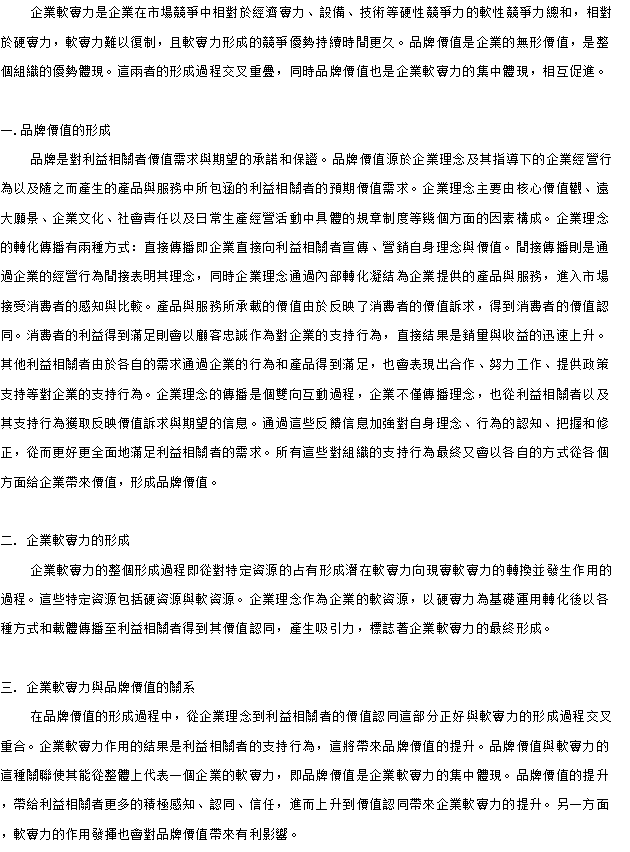 企業軟實力是企業在市場競爭中相對於經濟實力、設備、技術等硬性競爭力的軟性競爭力總和，相對
於硬實力，軟實力難以復制，且軟實力形成的競爭優勢持續時間更久。品牌價值是企業的無形價值，是整
個組織的優勢體現。這兩者的形成過程交叉重疊，同時品牌價值也是企業軟實力的集中體現，相互促進。
一.品牌價值的形成
品牌是對利益相關者價值需求與期望的承諾和保證。品牌價值源於企業理念及其指導下的企業經營行
為以及隨之而產生的產品與服務中所包涵的利益相關者的預期價值需求。企業理念主要由核心價值觀、遠
大願景、企業文化、社會責任以及日常生產經營活動中具體的規章制度等幾個方面的因素構成。企業理念
的轉化傳播有兩種方式：直接傳播即企業直接向利益相關者宣傳、營銷自身理念與價值。間接傳播則是通
過企業的經營行為間接表明其理念，同時企業理念通過內部轉化凝結為企業提供的產品與服務，進入市場
接受消費者的感知與比較。產品與服務所承載的價值由於反映了消費者的價值訴求，得到消費者的價值認
同。消費者的利益得到滿足則會以顧客忠誠作為對企業的支持行為，直接結果是銷量與收益的迅速上升。
其他利益相關者由於各自的需求通過企業的行為和產品得到滿足，也會表現出合作、努力工作、提供政策
支持等對企業的支持行為。企業理念的傳播是個雙向互動過程，企業不僅傳播理念，也從利益相關者以及
其支持行為獲取反映價值訴求與期望的信息。通過這些反饋信息加強對自身理念、行為的認知、把握和修
正，從而更好更全面地滿足利益相關者的需求。所有這些對組織的支持行為最終又會以各自的方式從各個
方面給企業帶來價值，形成品牌價值。
二. 企業軟實力的形成
企業軟實力的整個形成過程即從對特定資源的占有形成潛在軟實力向現實軟實力的轉換並發生作用的
過程。這些特定資源包括硬資源與軟資源。企業理念作為企業的軟資源，以硬實力為基礎運用轉化後以各
種方式和載體傳播至利益相關者得到其價值認同，產生吸引力，標誌著企業軟實力的最終形成。
三. 企業軟實力與品牌價值的關系
在品牌價值的形成過程中，從企業理念到利益相關者的價值認同這部分正好與軟實力的形成過程交叉
重合。企業軟實力作用的結果是利益相關者的支持行為，這將帶來品牌價值的提升。品牌價值與軟實力的
這種關聯使其能從整體上代表一個企業的軟實力，即品牌價值是企業軟實力的集中體現。品牌價值的提升
，帶給利益相關者更多的積極感知、認同、信任，進而上升到價值認同帶來企業軟實力的提升。另一方面
，軟實力的作用發揮也會對品牌價值帶來有利影響。